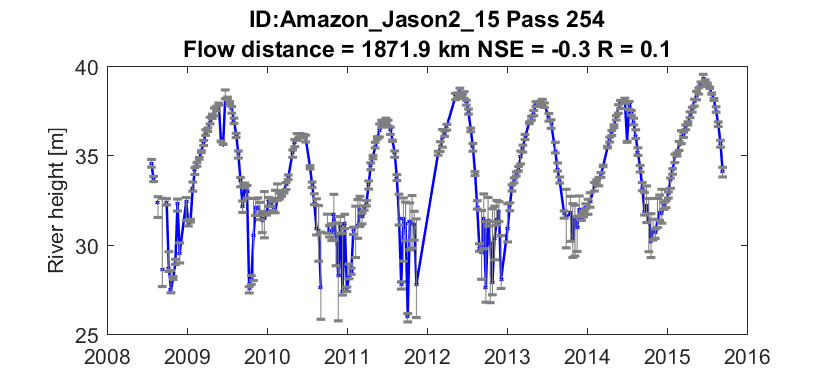 ID:Amazon_Jason2_15 Pass 254
Flow distance = 1871.9 km NSE = -0.3 R = 0.1
River height [m]
40
35
30
25
2008 2009 2010 2011 2012 2013 2014 2015 2016